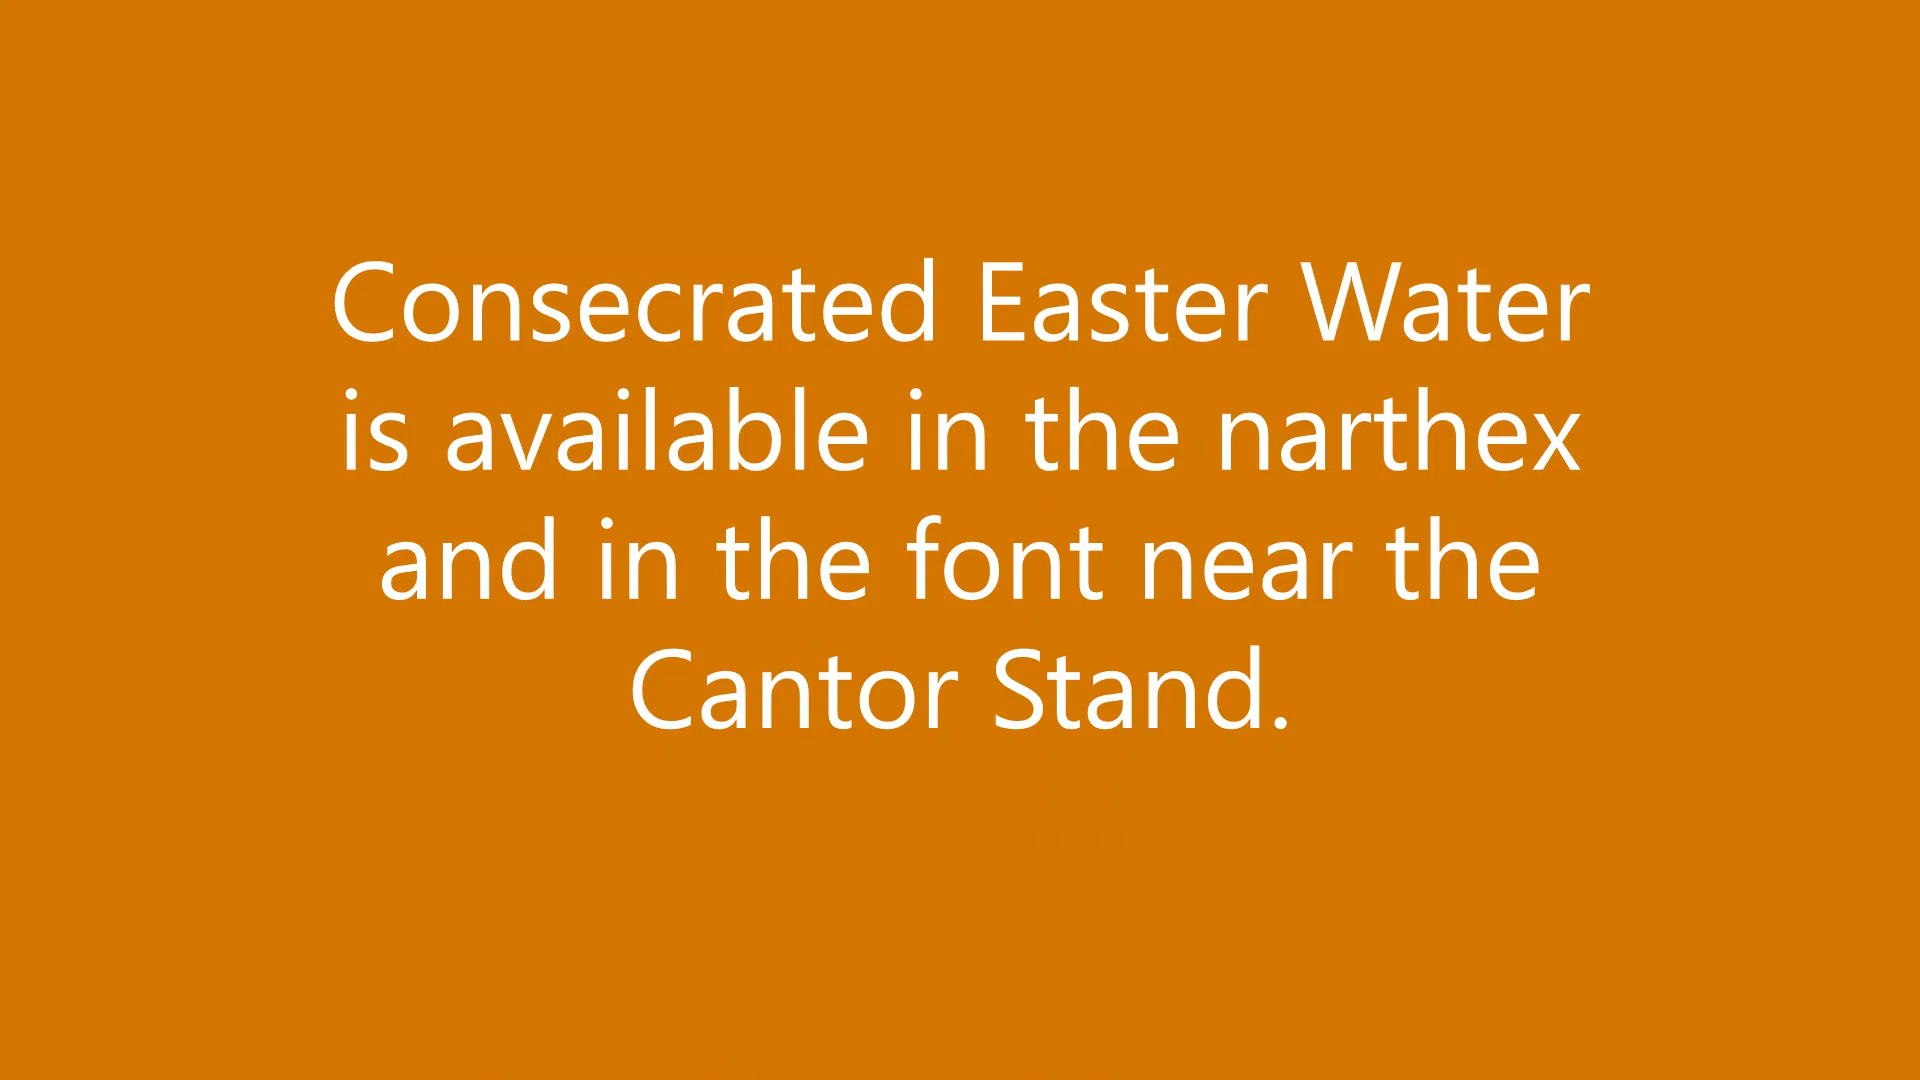 Consecrated Easter Water
is available in the narthex
and in the font near the
Cantor Stand.